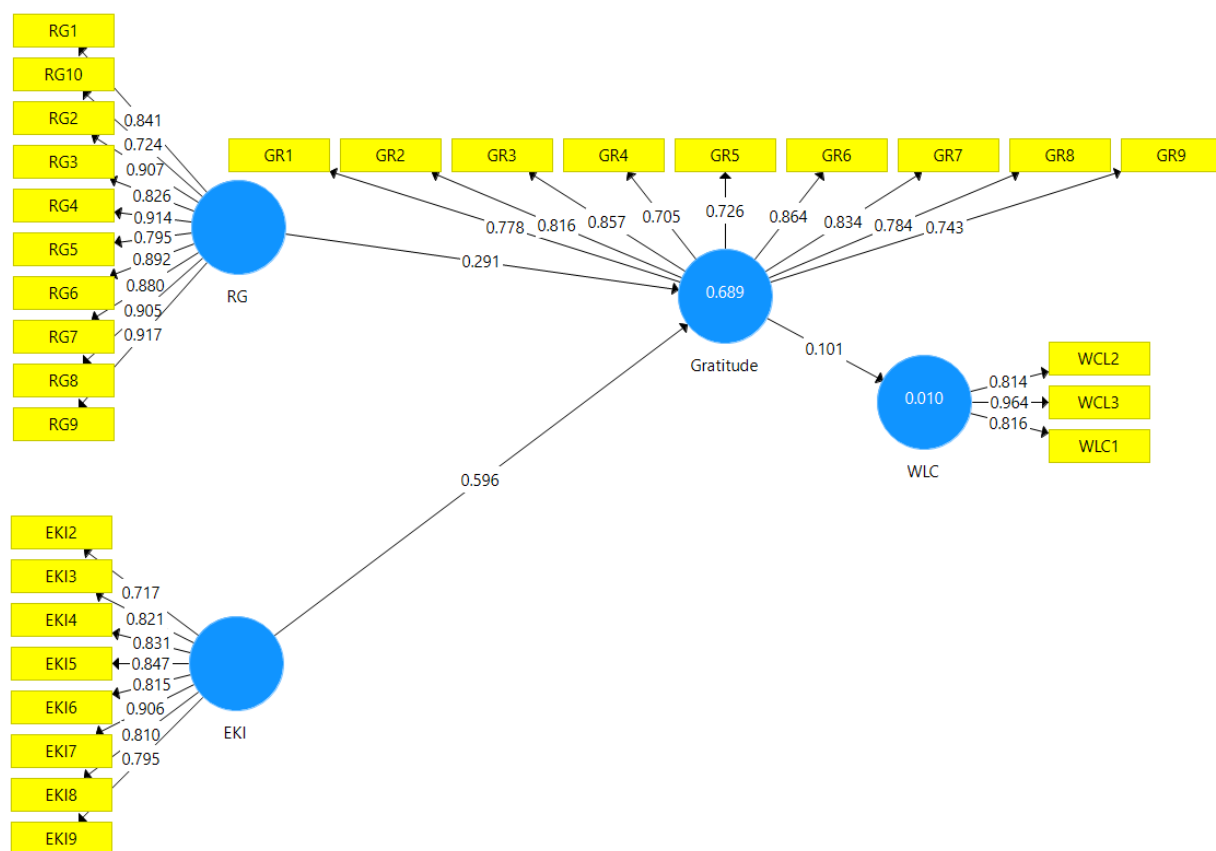 RG1
RG10
RG2
RG3
RG4
RG5
RG6
RG7
RG8
RG9
0.841
0.724
0.907
0.826
0.914
0.795
0.892
0.880
0.905
0.917
RG
GR1 GR2 GR3 GR4 GR5 GR6 GR7 GR8 GR9
0.778 0.816 0.857 0.705 0.726 0.864 0.834 0.784 0.743
0.291
0.689
Gratitude
0.101
0.010
WLC
0.814
0.964
0.816
WCL2
WCL3
WLC1
0.596
EKI2
EKI3
EKI4
EKI5
EKI6
EKI7
EKI8
EKI9
0.717
0.821
0.831
0.847
0.815
0.906
0.810
0.795
EKI